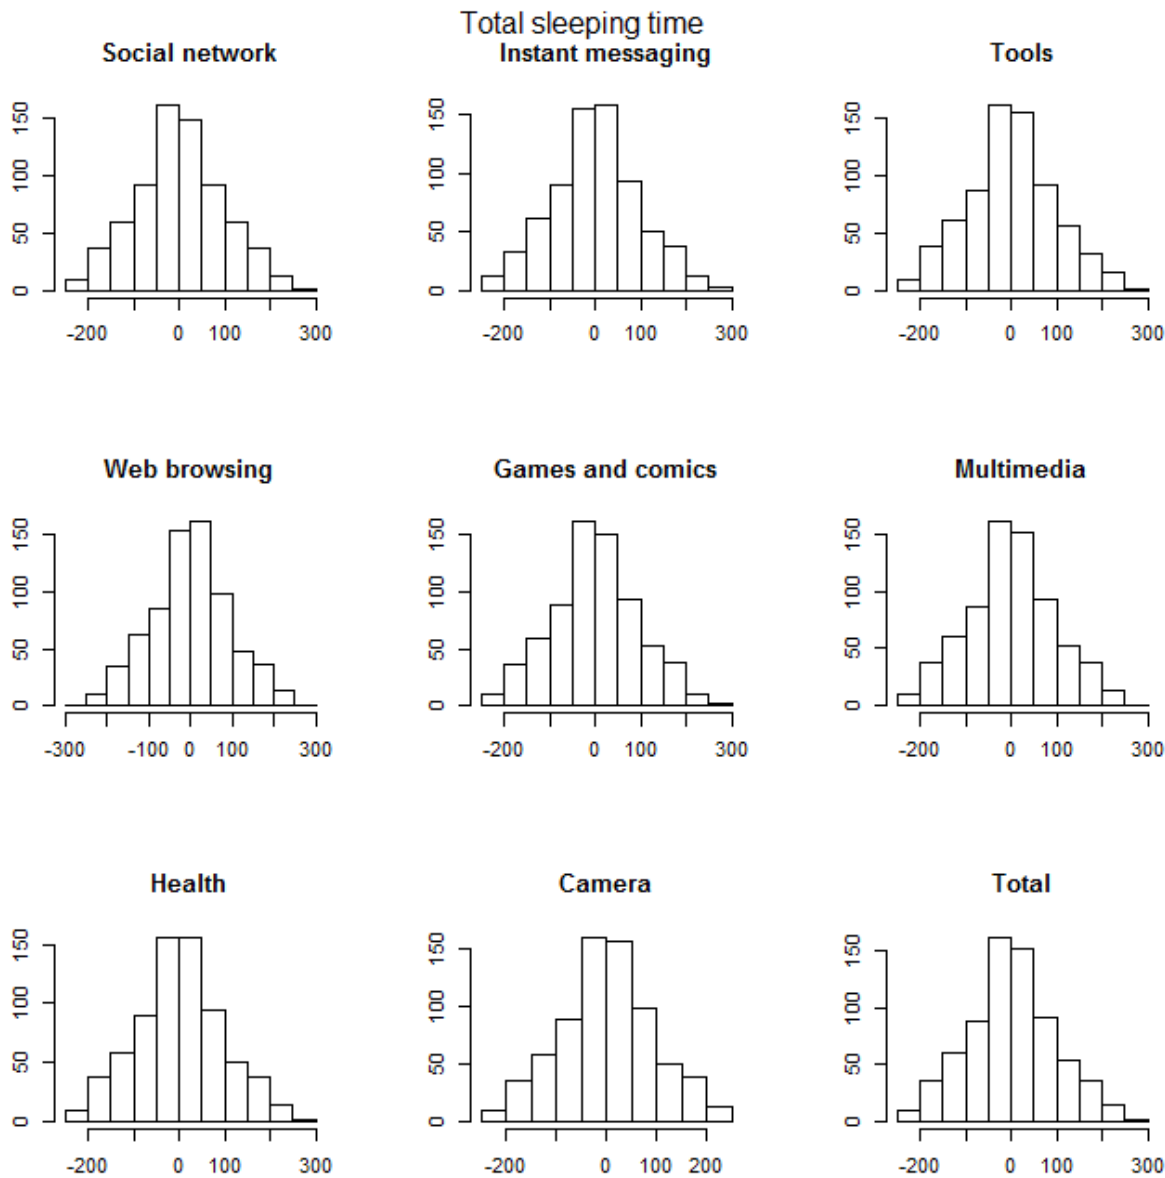 Total sleeping time
Social network
Instant messaging
Tools
150
100
50
0
-200 0 100 300
150
100
50
0
-200 0 100 300
150
100
50
0
-200 0 100 300
Web browsing
Games and comics
Multimedia
150
100
50
0
-300 -100 0 100 300
150
100
50
0
-200 0 100 300
150
100
50
0
-200 0 100 300
Health
Camera
Total
150
100
50
0
-200 0 100 300
150
100
50
0
-200 0 100 200
150
100
50
0
-200 0 100 300